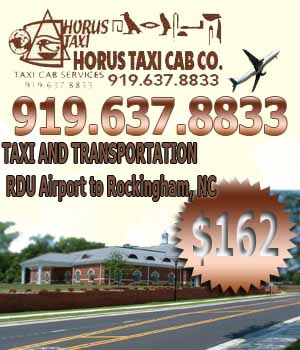 HORUS
TAXI
TAXI CAB SERVICES
919.637.8833
HORUS TAXI CAB CO.
919.637.8833
919.637.8833
TAXI AND TRANSPORTATION
RDU Airport to Rockingham, NC
$162